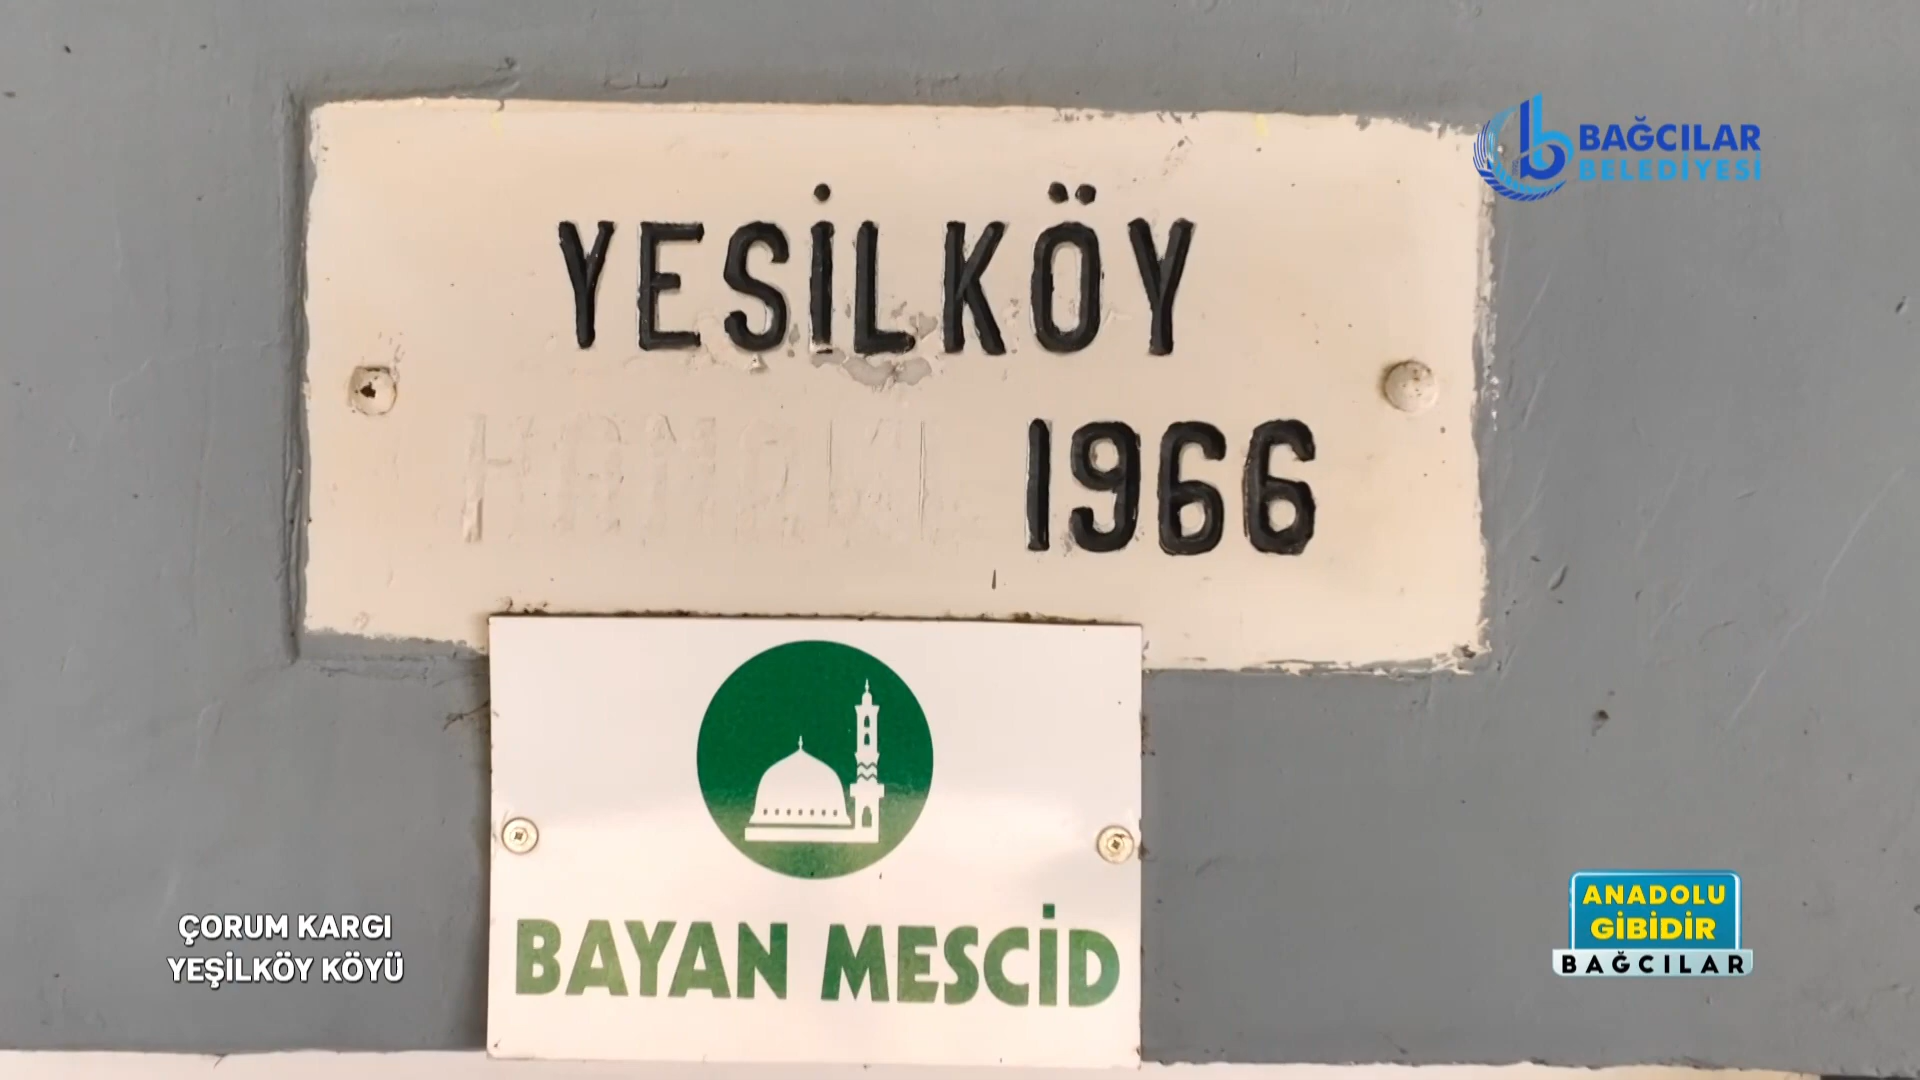 BAĞCILAR
BELEDİYESİ
YESİLKÖY
1966
BAYAN MESCİD
ÇORUM KARGI
YEŞİLKÖY KÖYÜ
ANADOLU
GİBİDİR
BAĞCILAR